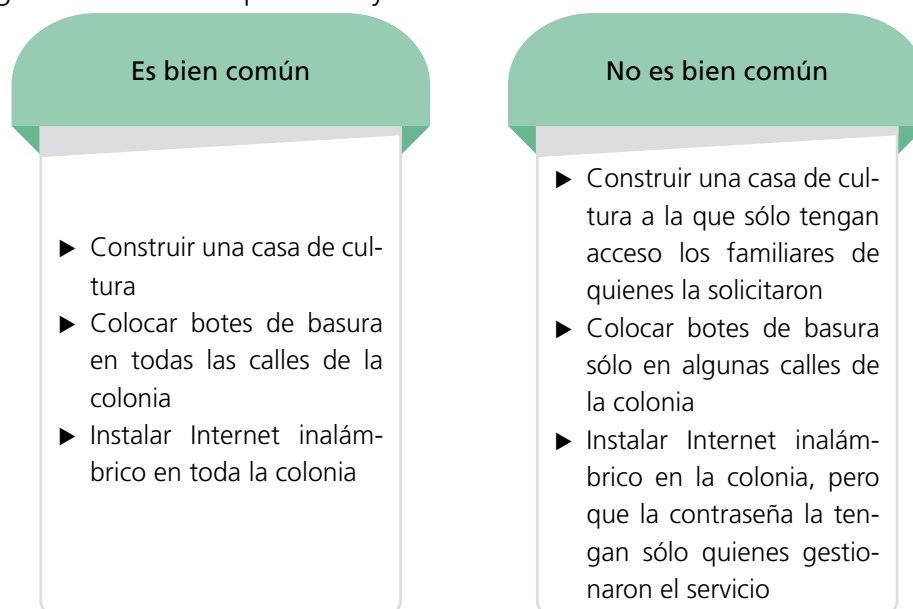 Es bien común
▶ Construir una casa de cul-
tura
▶ Colocar botes de basura
en todas las calles de la
colonia
▶ Instalar Internet inalám-
brico en toda la colonia
No es bien común
▶ Construir una casa de cul-
tura a la que sólo tengan
acceso los familiares de
quienes la solicitaron
▶ Colocar botes de basura
sólo en algunas calles de
la colonia
▶ Instalar Internet inalám-
brico en la colonia, pero
que la contraseña la ten-
gan sólo quienes gestio-
naron el servicio